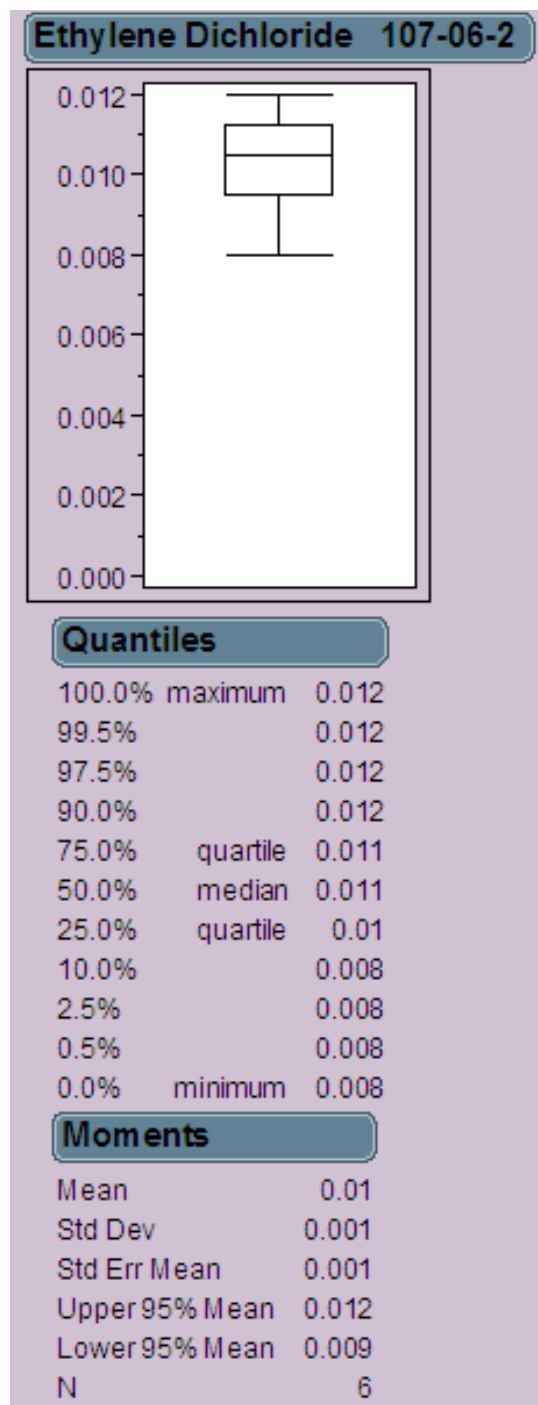 Ethylene Dichloride 107-06-2
0.012
0.010
0.008
0.006
0.004
0.002
0.000
Quantiles
100.0% maximum 0.012
99.5% 0.012
97.5% 0.012
90.0% 0.012
75.0% quartile 0.011
50.0% median 0.011
25.0% quartile 0.01
10.0% 0.008
2.5% 0.008
0.5% 0.008
0.0% minimum 0.008
Moments
Mean 0.01
Std Dev 0.001
Std Err Mean 0.001
Upper 95% Mean 0.012
Lower 95% Mean 0.009
N 6